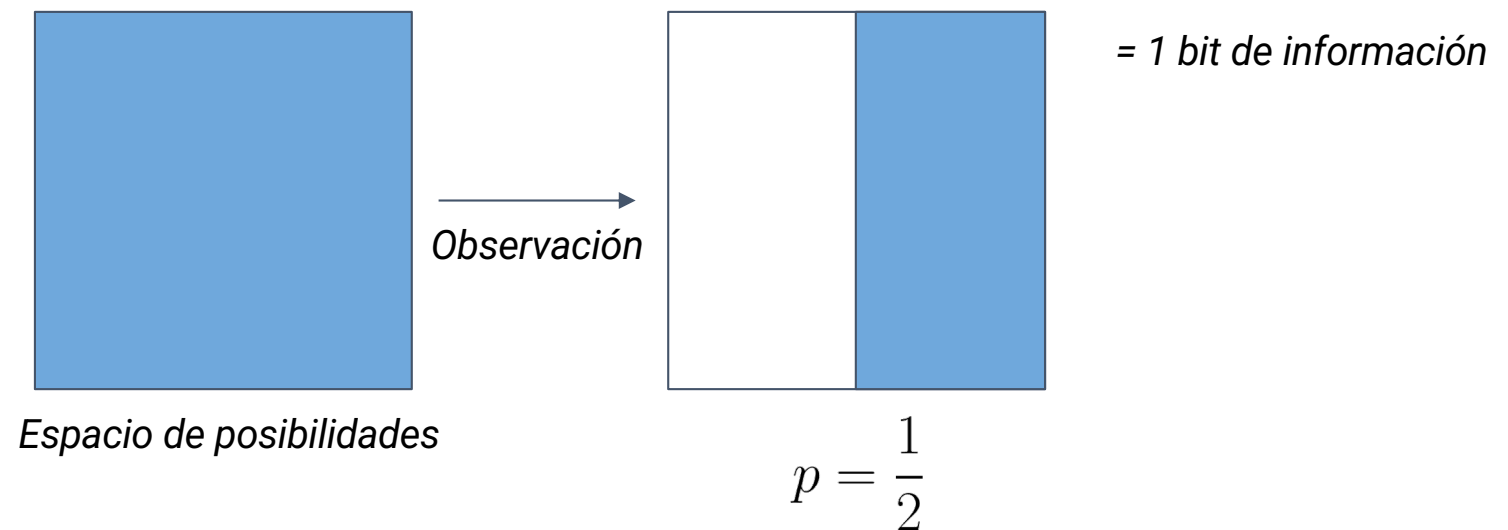 = 1 bit de información
Observación
Espacio de posibilidades
p = 1/2